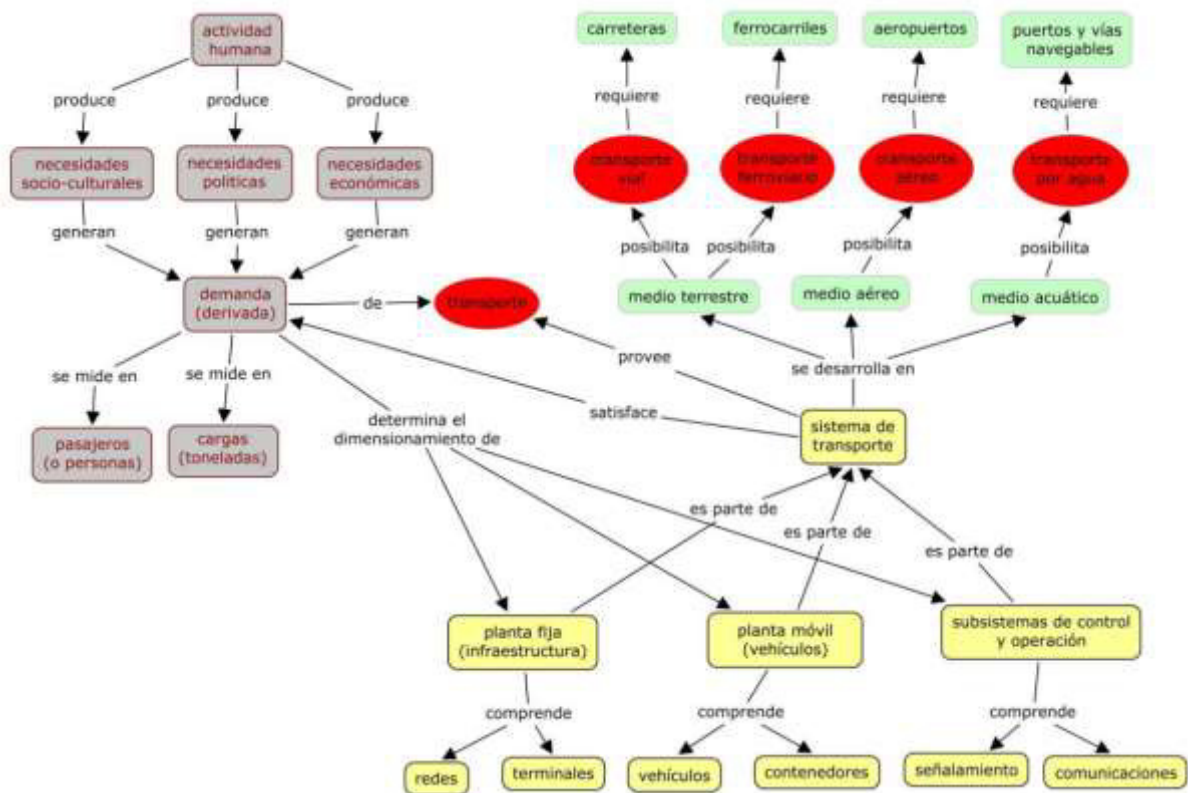 actividad
humana
carreteras
ferrocarriles
aeropuertos
puertos y vías
navegables
produce
produce
produce
requiere
requiere
requiere
requiere
necesidades
socio-culturales
necesidades
políticas
necesidades
económicas
transporte
vial
transporte
ferroviario
transporte
aéreo
transporte
por agua
generan
generan
generan
posibilita
posibilita
posibilita
posibilita
demanda
(derivada)
de
transporte
medio terrestre
medio aéreo
medio acuático
se mide en
se mide en
provee
se desarrolla en
satisface
determina el
dimensionamiento de
pasajeros
(o personas)
cargas
(toneladas)
sistema de
transporte
es parte de
es parte de
es parte de
planta fija
(infraestructura)
planta móvil
(vehículos)
subsistemas de control
y operación
comprende
comprende
comprende
redes
terminales
vehículos
contenedores
señalamiento
comunicaciones